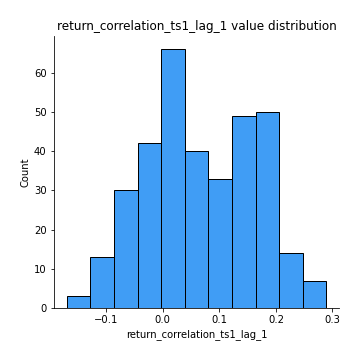 return_correlation_ts1_lag_1 value distribution
Count
60
50
40
30
20
10
0
−0.1 0.0 0.1 0.2 0.3
return_correlation_ts1_lag_1